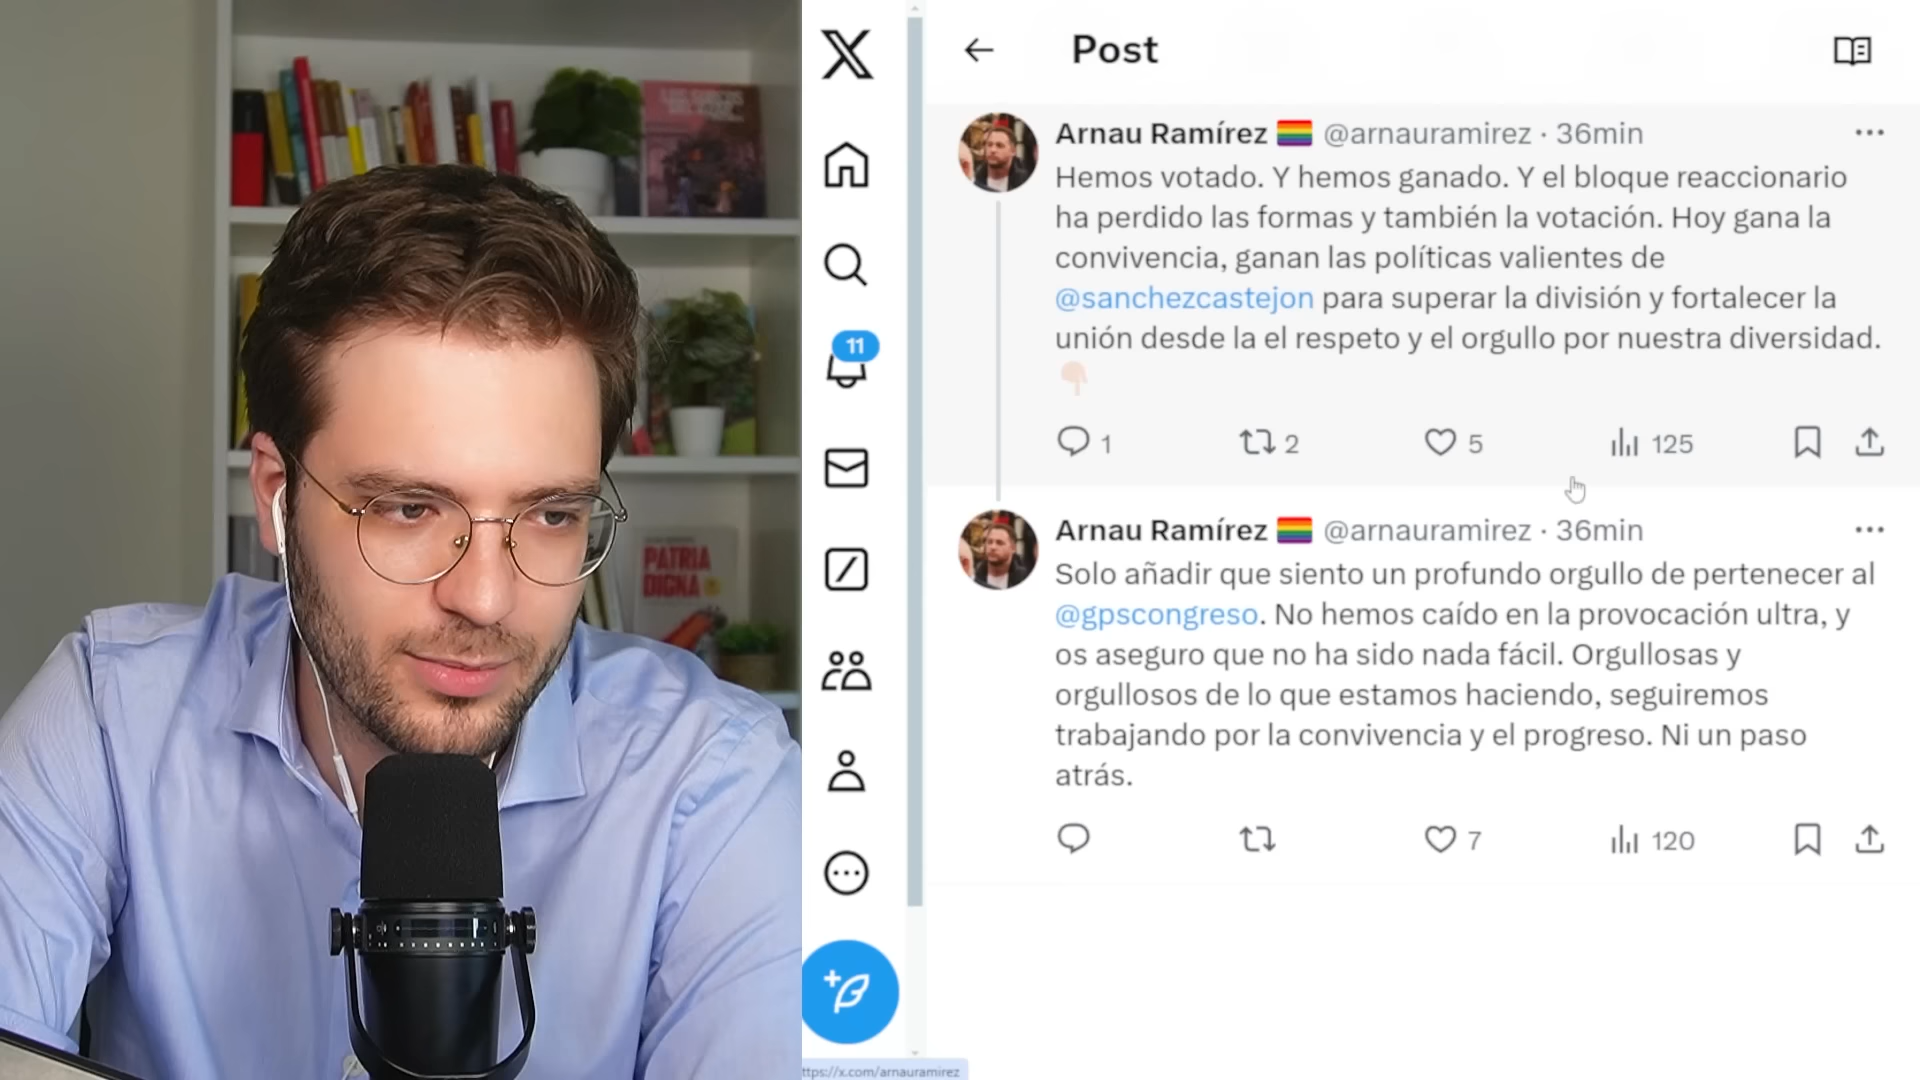 PATRIA
DIGNA
X
11
Post
Arnau Ramírez @arnauramirez · 36min
Hemos votado. Y hemos ganado. Y el bloque reaccionario
ha perdido las formas y también la votación. Hoy gana la
convivencia, ganan las políticas valientes de
@sanchezcastejon para superar la división y fortalecer la
unión desde la el respeto y el orgullo por nuestra diversidad.
1 2 5 125
Arnau Ramírez @arnauramirez · 36min
Solo añadir que siento un profundo orgullo de pertenecer al
@gpscongreso. No hemos caído en la provocación ultra, y
os aseguro que no ha sido nada fácil. Orgullosas y
orgullosos de lo que estamos haciendo, seguiremos
trabajando por la convivencia y el progreso. Ni un paso
atrás.
7 120
ttps://x.com/arnauramirez